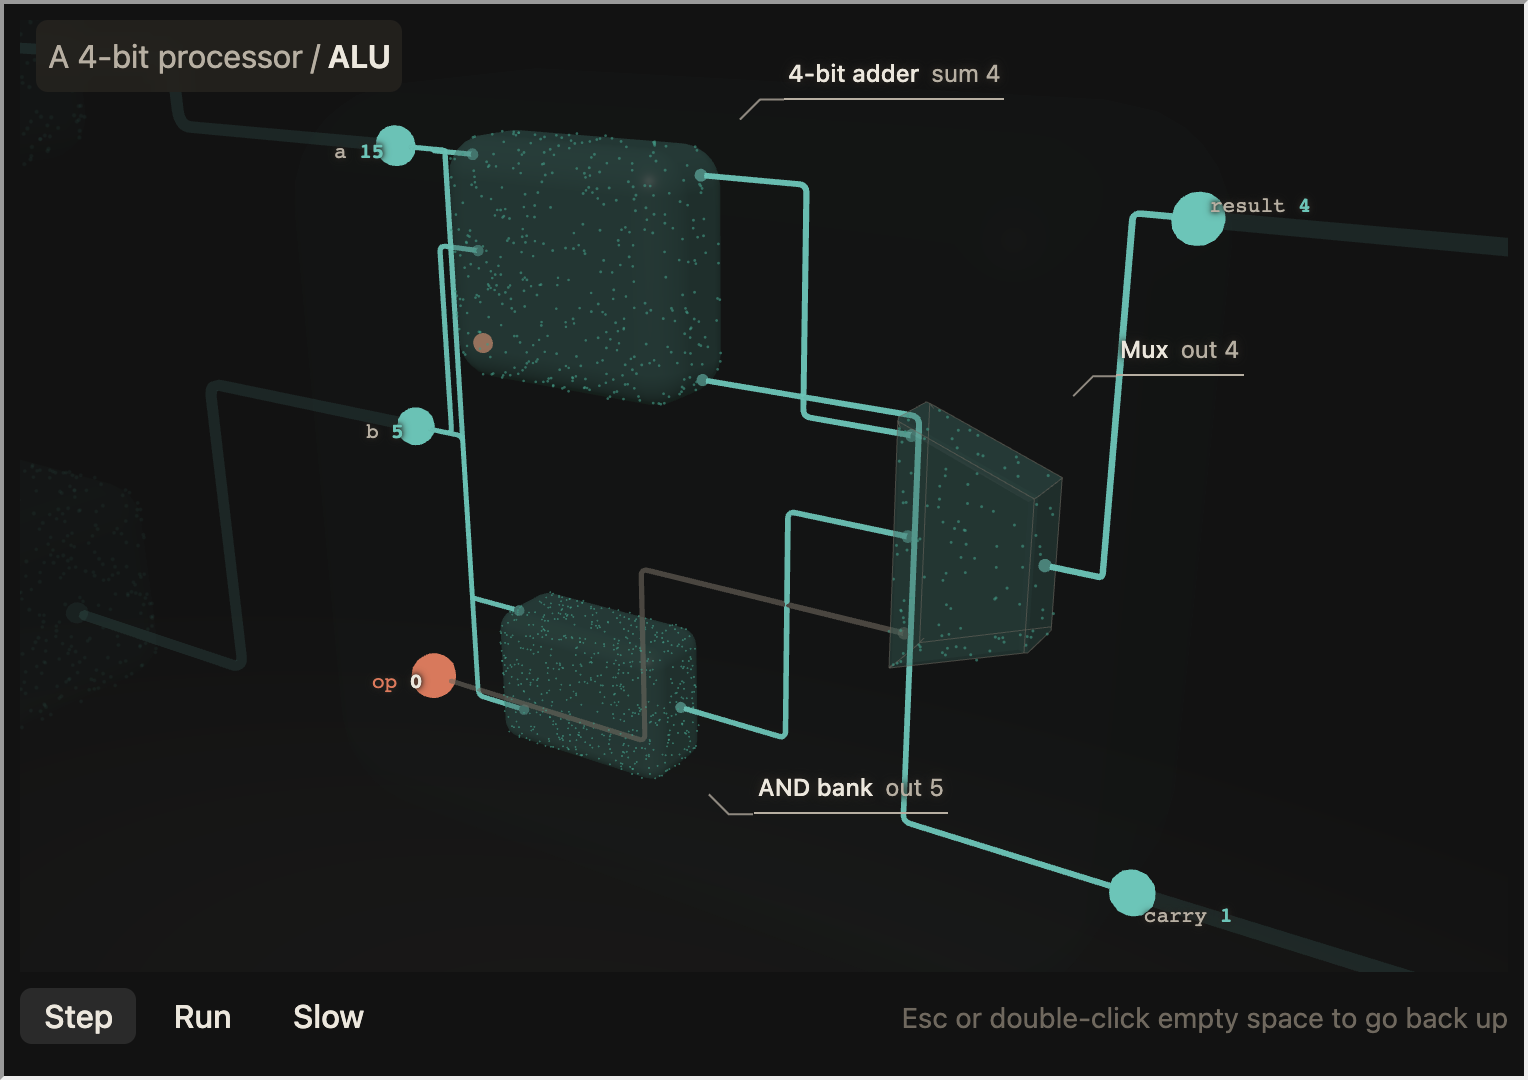 A 4-bit processor / ALU
4-bit adder sum 4
a 15
result 4
Mux out 4
b 5
op 0
AND bank out 5
carry 1
Step Run Slow
Esc or double-click empty space to go back up